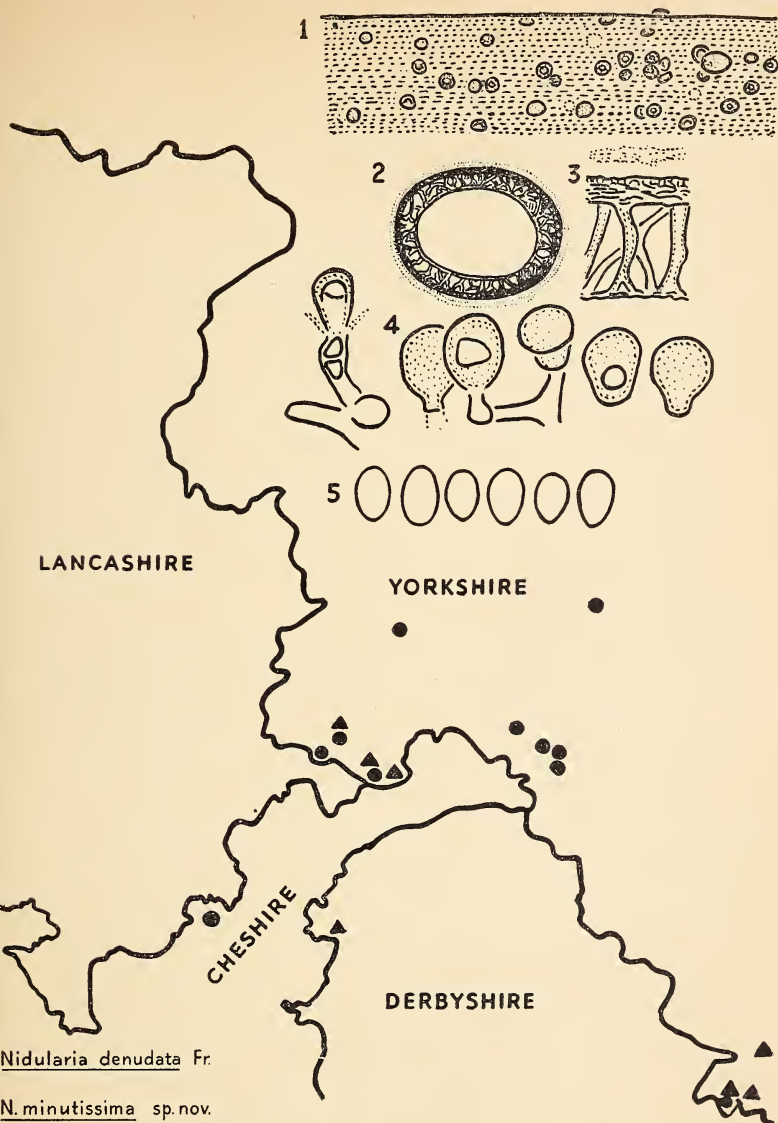 1
2
3
4
5
LANCASHIRE
YORKSHIRE
CHESHIRE
DERBYSHIRE
Nidularia denudata Fr.
N. minutissima sp. nov.